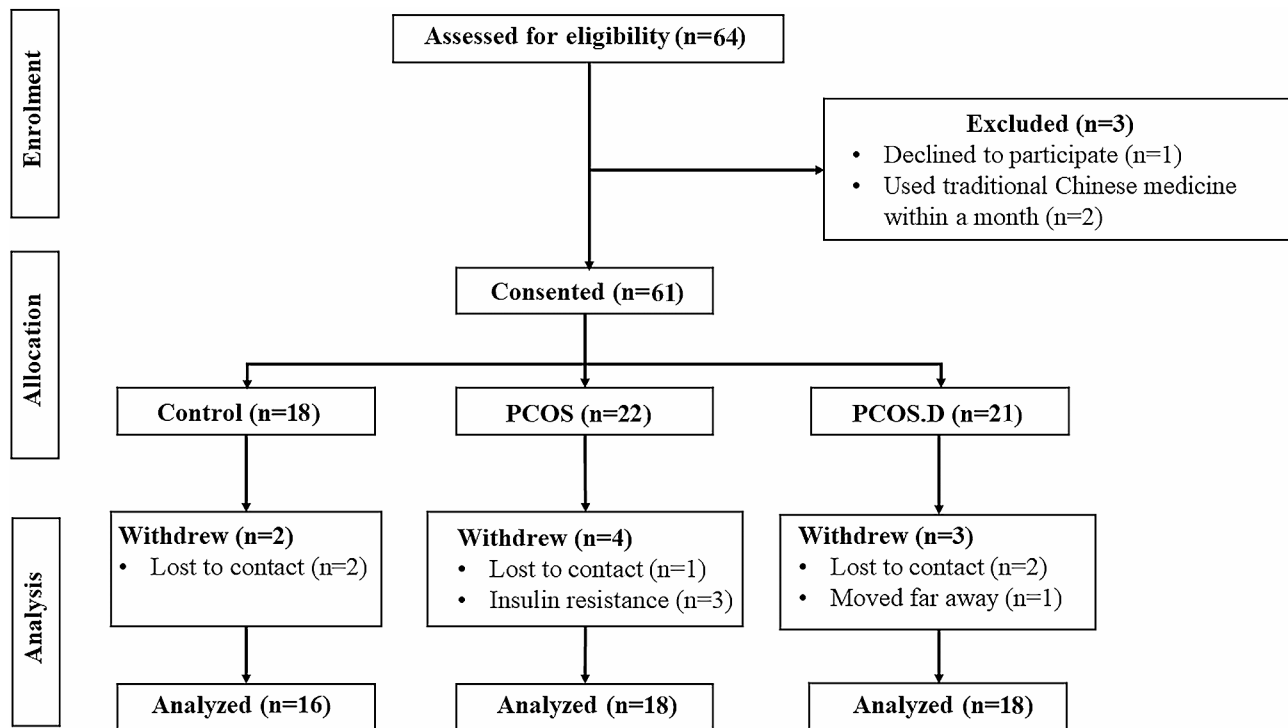 Enrolment
Assessed for eligibility (n=64)
Excluded (n=3)
• Declined to participate (n=1)
• Used traditional Chinese medicine
within a month (n=2)
Allocation
Consented (n=61)
Control (n=18)
PCOS (n=22)
PCOS.D (n=21)
Analysis
Withdrew (n=2)
• Lost to contact (n=2)
Withdrew (n=4)
• Lost to contact (n=1)
• Insulin resistance (n=3)
Withdrew (n=3)
• Lost to contact (n=2)
• Moved far away (n=1)
Analyzed (n=16)
Analyzed (n=18)
Analyzed (n=18)